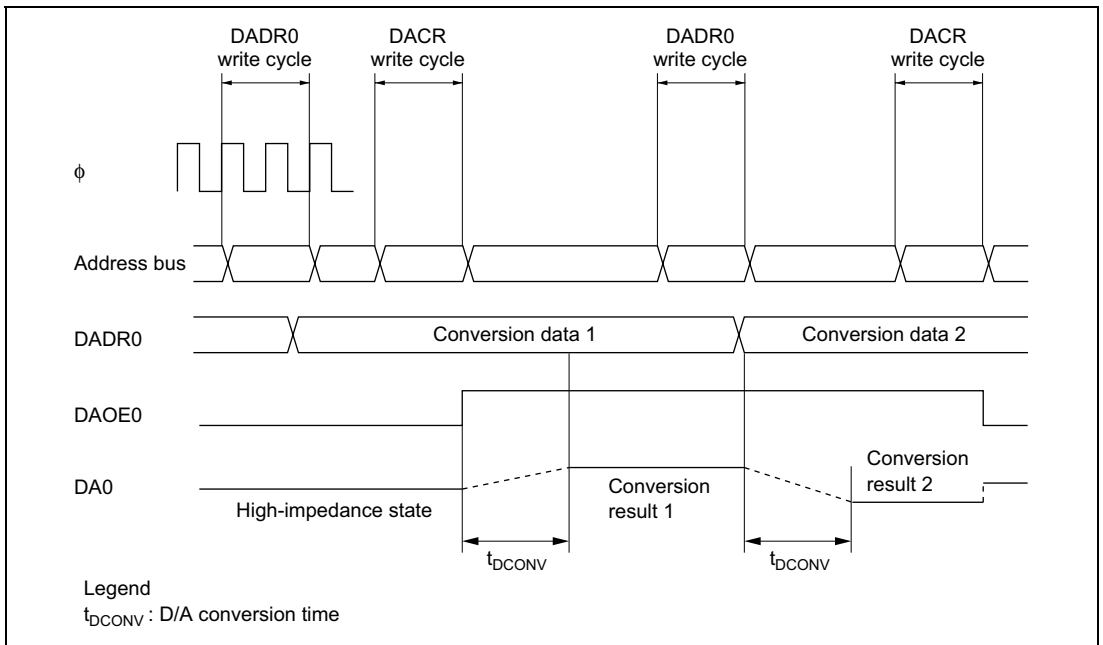 DADR0
write cycle
DACR
write cycle
DADR0
write cycle
DACR
write cycle
ϕ
Address bus
DADR0
Conversion data 1
Conversion data 2
DAOE0
DA0
High-impedance state
Conversion
result 1
Conversion
result 2
tDCONV
tDCONV
Legend
tDCONV : D/A conversion time